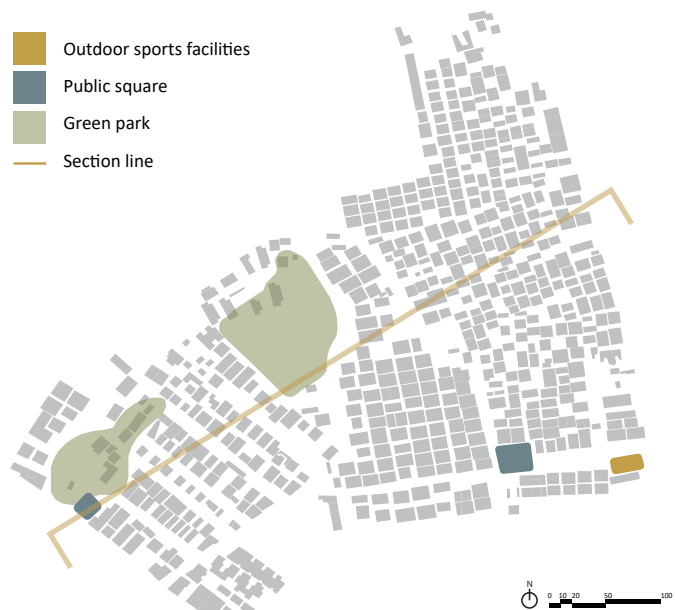 Outdoor sports facilities
Public square
Green park
Section line
N
0 10 20 50 100